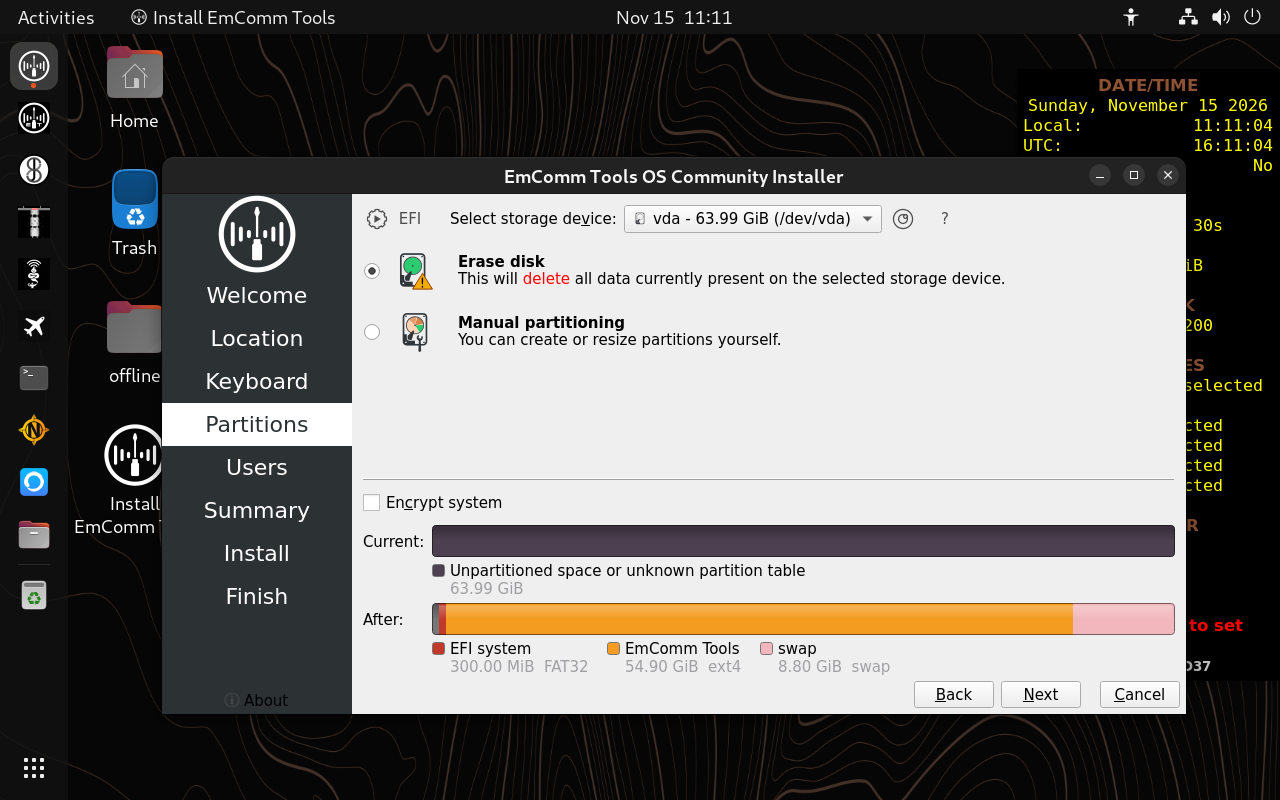 Activities
Install EmComm Tools
Nov 15 11:11
Home
Trash
offline
Install
EmComm
DATE/TIME
Sunday, November 15 2026
Local: 11:11:04
UTC: 16:11:04
No
30s
iB
K
200
ES
selected
cted
cted
cted
cted
R
to set
037
EmComm Tools OS Community Installer
Welcome
Location
Keyboard
Partitions
Users
Summary
Install
Finish
About
EFI
Select storage device:
vda - 63.99 GiB (/dev/vda)
?
Erase disk
This will delete all data currently present on the selected storage device.
Manual partitioning
You can create or resize partitions yourself.
Encrypt system
Current:
Unpartitioned space or unknown partition table
63.99 GiB
After:
EFI system
300.00 MiB FAT32
EmComm Tools
54.90 GiB ext4
swap
8.80 GiB swap
Back
Next
Cancel